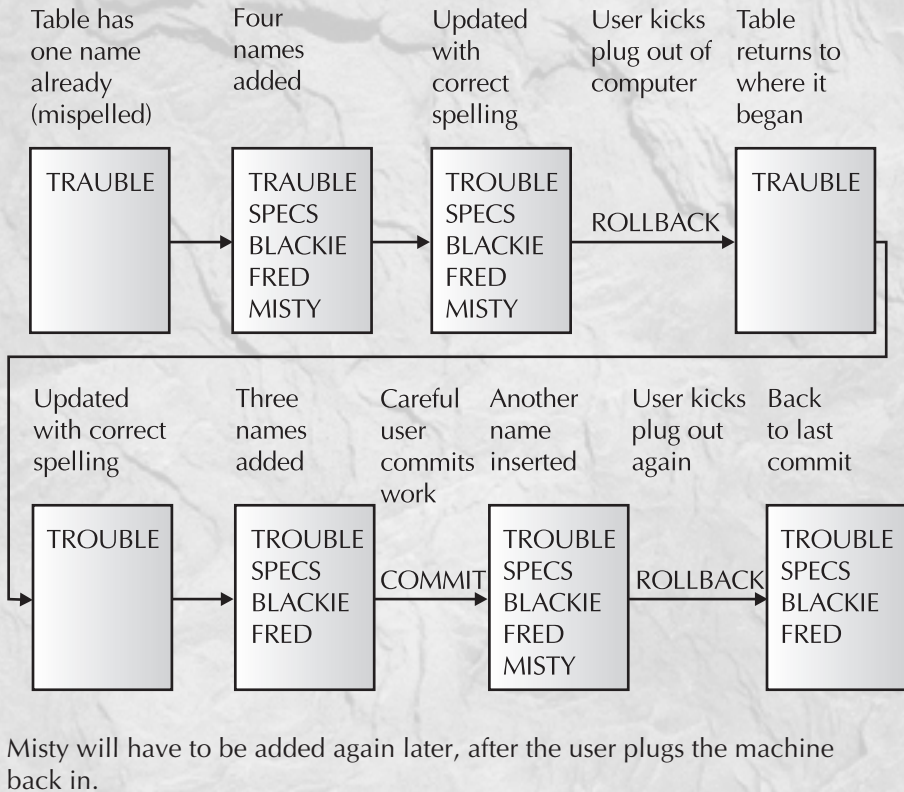 Table has
one name
already
(mispelled)
Four
names
added
Updated
with
correct
spelling
User kicks
plug out of
computer
Table
returns to
where it
began
TRAUBLE
TRAUBLE
SPECS
BLACKIE
FRED
MISTY
TROUBLE
SPECS
BLACKIE
FRED
MISTY
ROLLBACK
TRAUBLE
Updated
with correct
spelling
Three
names
added
Careful
user
commits
work
Another
name
inserted
User kicks
plug out
again
Back
to last
commit
TROUBLE
TROUBLE
SPECS
BLACKIE
FRED
COMMIT
TROUBLE
SPECS
BLACKIE
FRED
MISTY
ROLLBACK
TROUBLE
SPECS
BLACKIE
FRED
Misty will have to be added again later, after the user plugs the machine
back in.